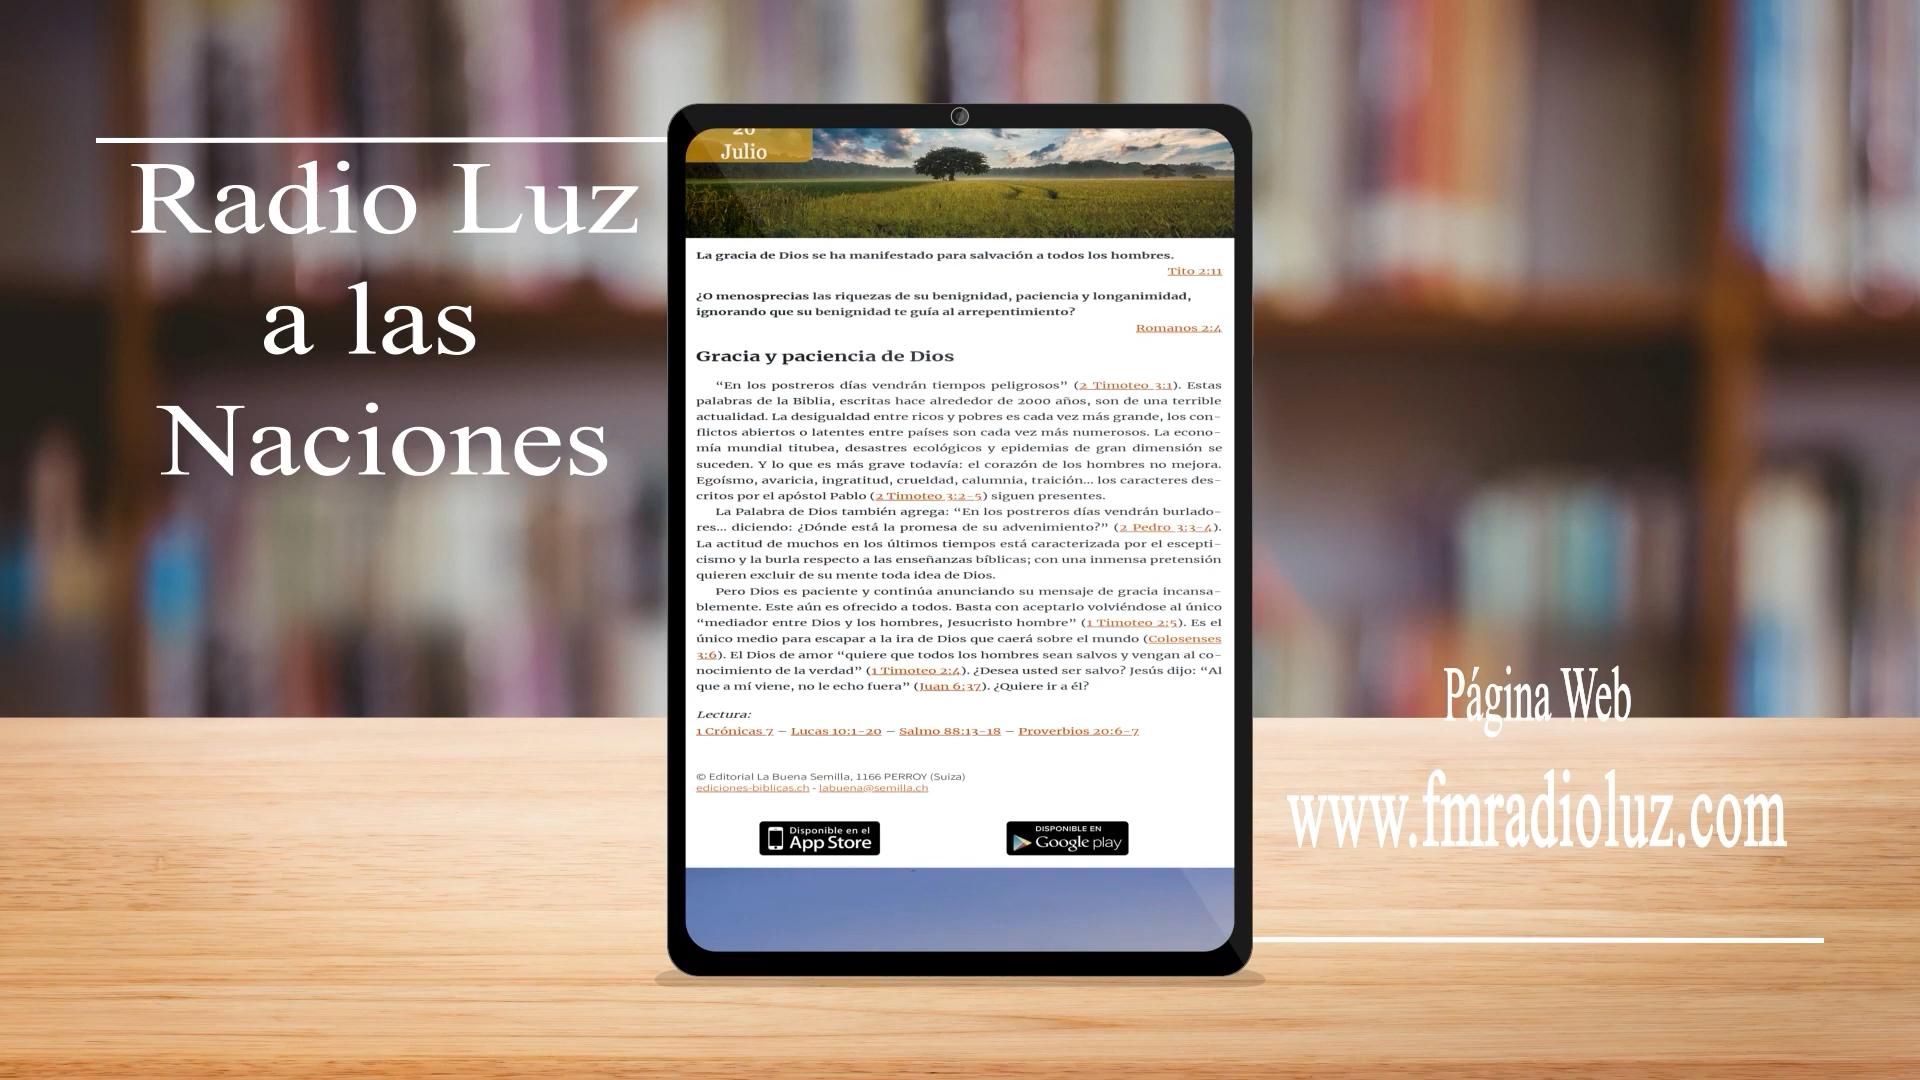 Radio Luz
a las
Naciones
20
Julio
La gracia de Dios se ha manifestado para salvación a todos los hombres.
Tito 2:11
¿O menosprecias las riquezas de su benignidad, paciencia y longanimidad,
ignorando que su benignidad te guía al arrepentimiento?
Romanos 2:4
Gracia y paciencia de Dios
“En los postreros días vendrán tiempos peligrosos” (2 Timoteo 3:1). Estas
palabras de la Biblia, escritas hace alrededor de 2000 años, son de una terrible
actualidad. La desigualdad entre ricos y pobres es cada vez más grande, los con-
flictos abiertos o latentes entre países son cada vez más numerosos. La econo-
mía mundial titubea, desastres ecológicos y epidemias de gran dimensión se
suceden. Y lo que es más grave todavía: el corazón de los hombres no mejora.
Egoísmo, avaricia, ingratitud, crueldad, calumnia, traición... los caracteres des-
critos por el apóstol Pablo (2 Timoteo 3:2-5) siguen presentes.
La Palabra de Dios también agrega: “En los postreros días vendrán burlado-
res... diciendo: ¿Dónde está la promesa de su advenimiento?” (2 Pedro 3:3-4).
La actitud de muchos en los últimos tiempos está caracterizada por el escepti-
cismo y la burla respecto a las enseñanzas bíblicas; con una inmensa pretensión
quieren excluir de su mente toda idea de Dios.
Pero Dios es paciente y continúa anunciando su mensaje de gracia incansa-
blemente. Este aún es ofrecido a todos. Basta con aceptarlo volviéndose al único
“mediador entre Dios y los hombres, Jesucristo hombre” (1 Timoteo 2:5). Es el
único medio para escapar a la ira de Dios que caerá sobre el mundo (Colosenses
3:6). El Dios de amor “quiere que todos los hombres sean salvos y vengan al co-
nocimiento de la verdad” (1 Timoteo 2:4). ¿Desea usted ser salvo? Jesús dijo: “Al
que a mí viene, no le echo fuera” (Juan 6:37). ¿Quiere ir a él?
Lectura:
1 Crónicas 7 – Lucas 10:1-20 – Salmo 88:13-18 – Proverbios 20:6-7
© Editorial La Buena Semilla, 1166 PERROY (Suiza)
ediciones-biblicas.ch - labuena@semilla.ch
Disponible en el
App Store
DISPONIBLE EN
Google play
Página Web
www.fmradioluz.com